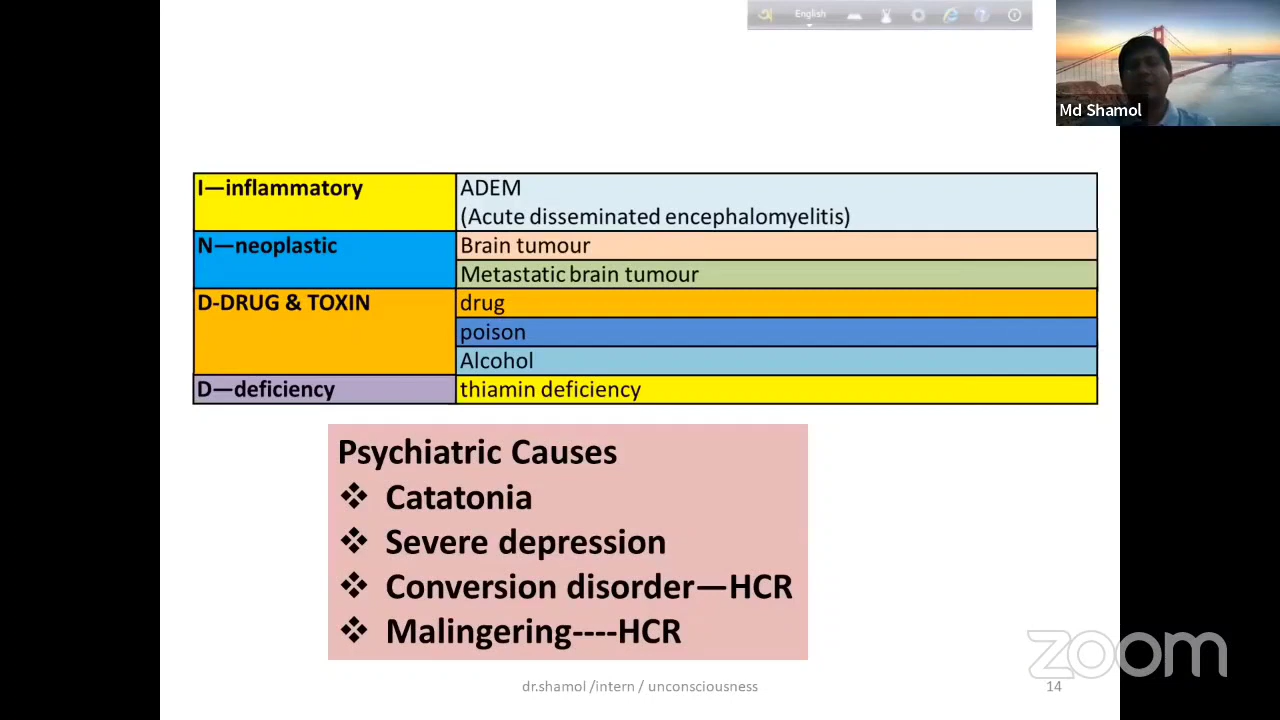 English
Md Shamol
I—inflammatory
ADEM
(Acute disseminated encephalomyelitis)
N—neoplastic
Brain tumour
Metastatic brain tumour
D-DRUG & TOXIN
drug
poison
Alcohol
D—deficiency
thiamin deficiency
Psychiatric Causes
❖ Catatonia
❖ Severe depression
❖ Conversion disorder—HCR
❖ Malingering----HCR
zoom
dr.shamol /intern / unconsciousness
14